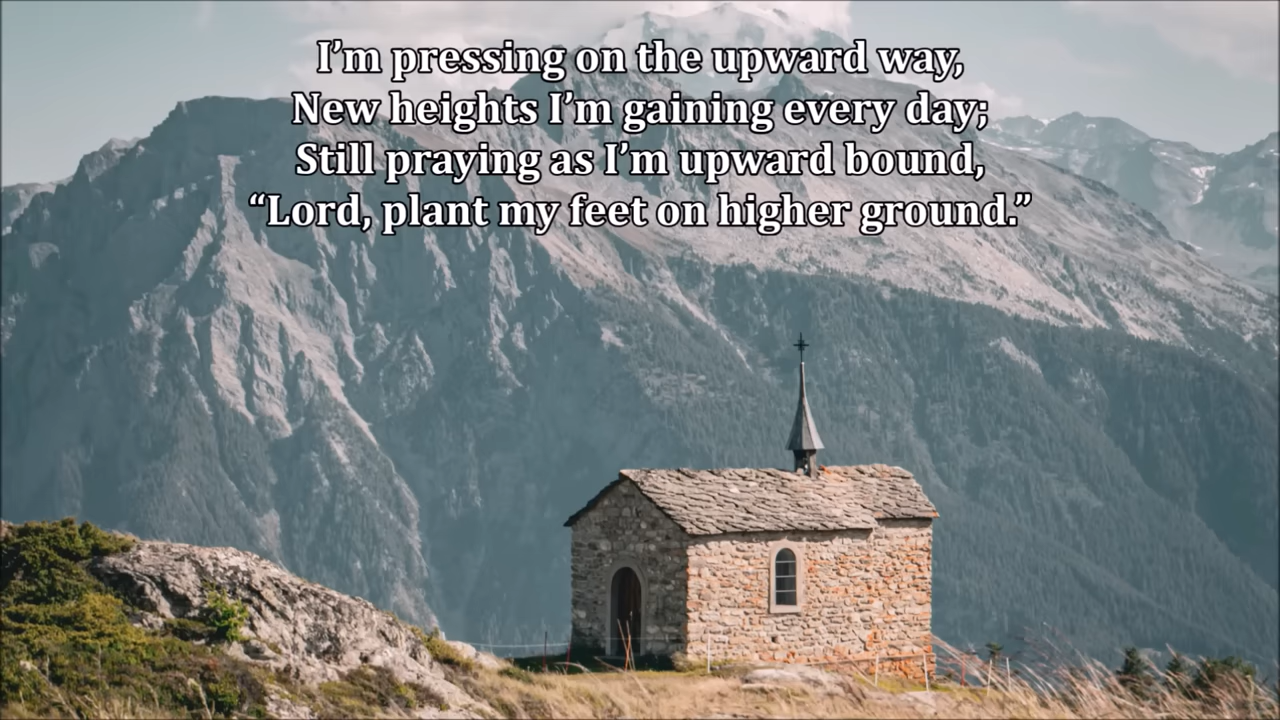 I’m pressing on the upward way,
New heights I’m gaining every day;
Still praying as I’m upward bound,
“Lord, plant my feet on higher ground.”